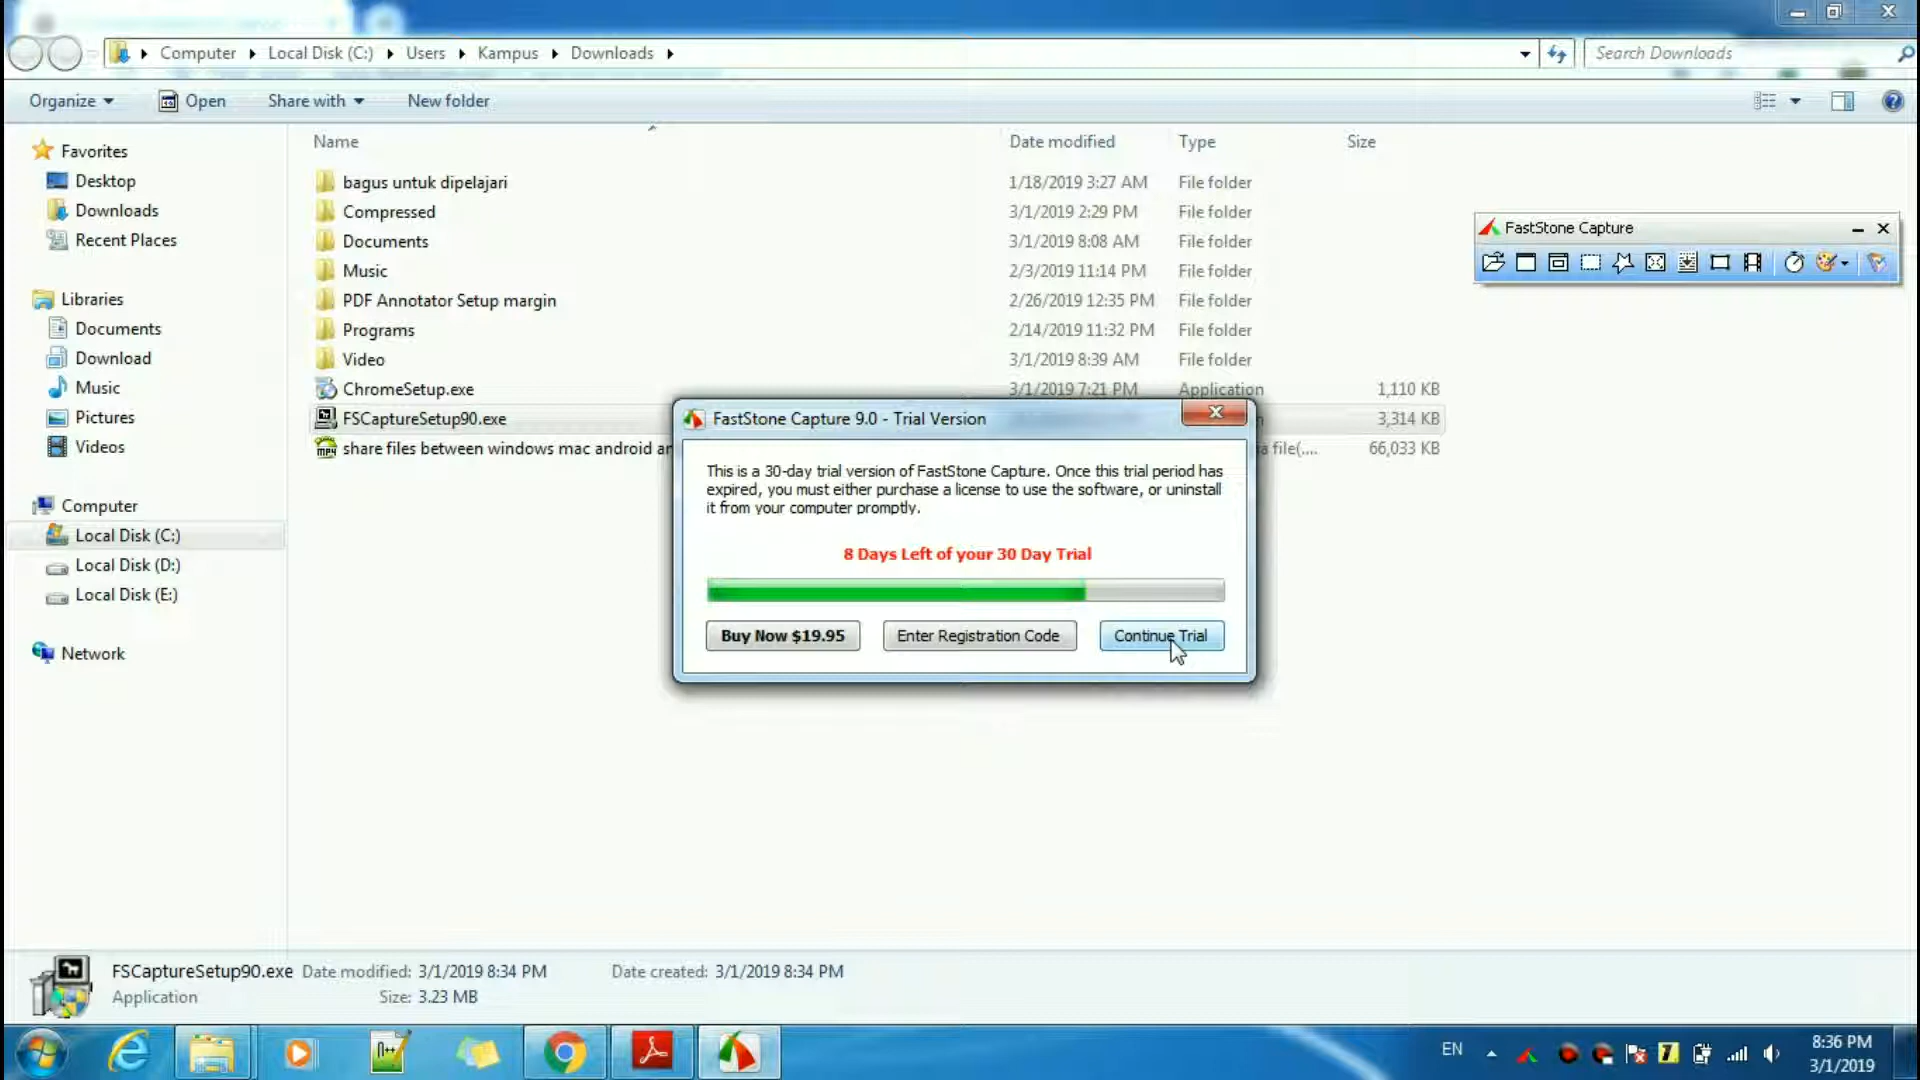 Computer Local Disk (C:) Users Kampus Downloads
Search Downloads
Organize Open Share with New folder
Favorites
Desktop
Downloads
Recent Places
Libraries
Documents
Download
Music
Pictures
Videos
Computer
Local Disk (C:)
Local Disk (D:)
Local Disk (E:)
Network
Name Date modified Type Size
bagus untuk dipelajari 1/18/2019 3:27 AM File folder
Compressed 3/1/2019 2:29 PM File folder
Documents 3/1/2019 8:08 AM File folder
Music 2/3/2019 11:14 PM File folder
PDF Annotator Setup margin 2/26/2019 12:35 PM File folder
Programs 2/14/2019 11:32 PM File folder
Video 3/1/2019 8:39 AM File folder
ChromeSetup.exe 3/1/2019 7:21 PM Application 1,110 KB
FSCaptureSetup90.exe 3,314 KB
share files between windows mac android file(.... 66,033 KB
FastStone Capture
FastStone Capture 9.0 - Trial Version
This is a 30-day trial version of FastStone Capture. Once this trial period has
expired, you must either purchase a license to use the software, or uninstall
it from your computer promptly.
8 Days Left of your 30 Day Trial
Buy Now $19.95 Enter Registration Code Continue Trial
FSCaptureSetup90.exe Date modified: 3/1/2019 8:34 PM Date created: 3/1/2019 8:34 PM
Application Size: 3.23 MB
EN
8:36 PM
3/1/2019